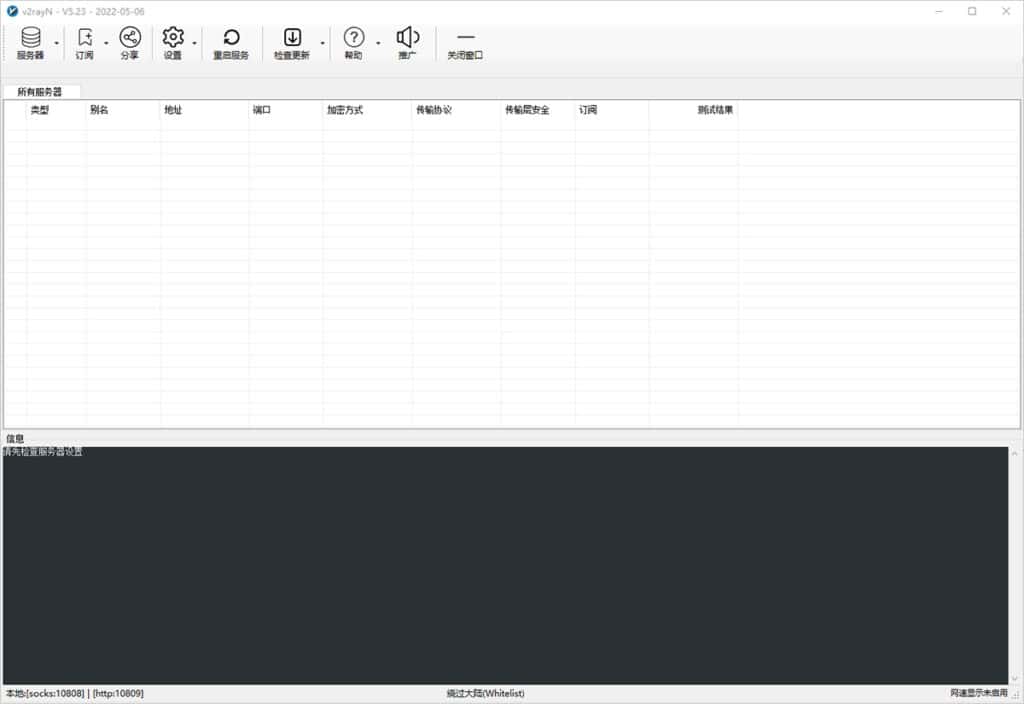 v2rayN - V5.23 - 2022-05-06
服务器 订阅 分享 设置 重启服务 检查更新 帮助 推广 关闭窗口
所有服务器
类型 别名 地址 端口 加密方式 传输协议 传输层安全 订阅 测试结果
信息
请先检查服务器设置
本地:[socks:10808] | [http:10809] 绕过大陆(Whitelist) 网速显示未启用